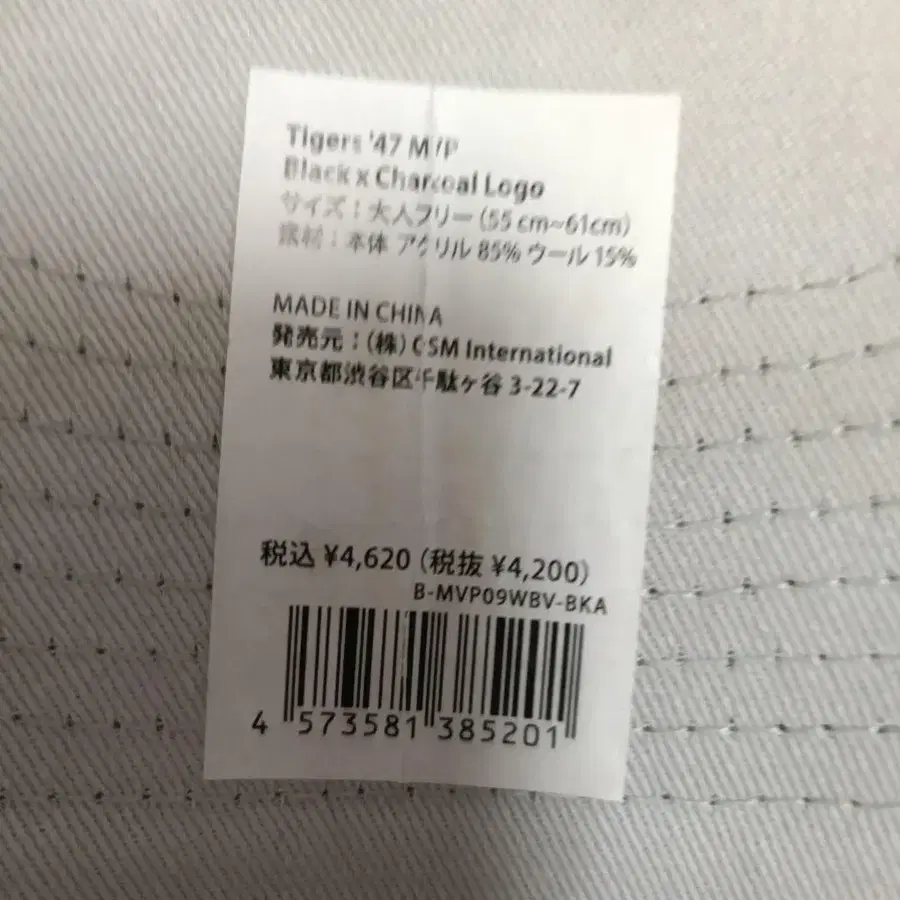 Tigers '47 MVP
Black x Charcoal Logo
サイズ：大人フリー（55 cm~61cm）
素材：本体 アクリル 85% ウール 15%
MADE IN CHINA
発売元：（株）OSM International
東京都渋谷区千駄ヶ谷 3-22-7
税込 ¥4,620（税抜 ¥4,200）
B-MVP09WBV-BKA
4 573581 385201